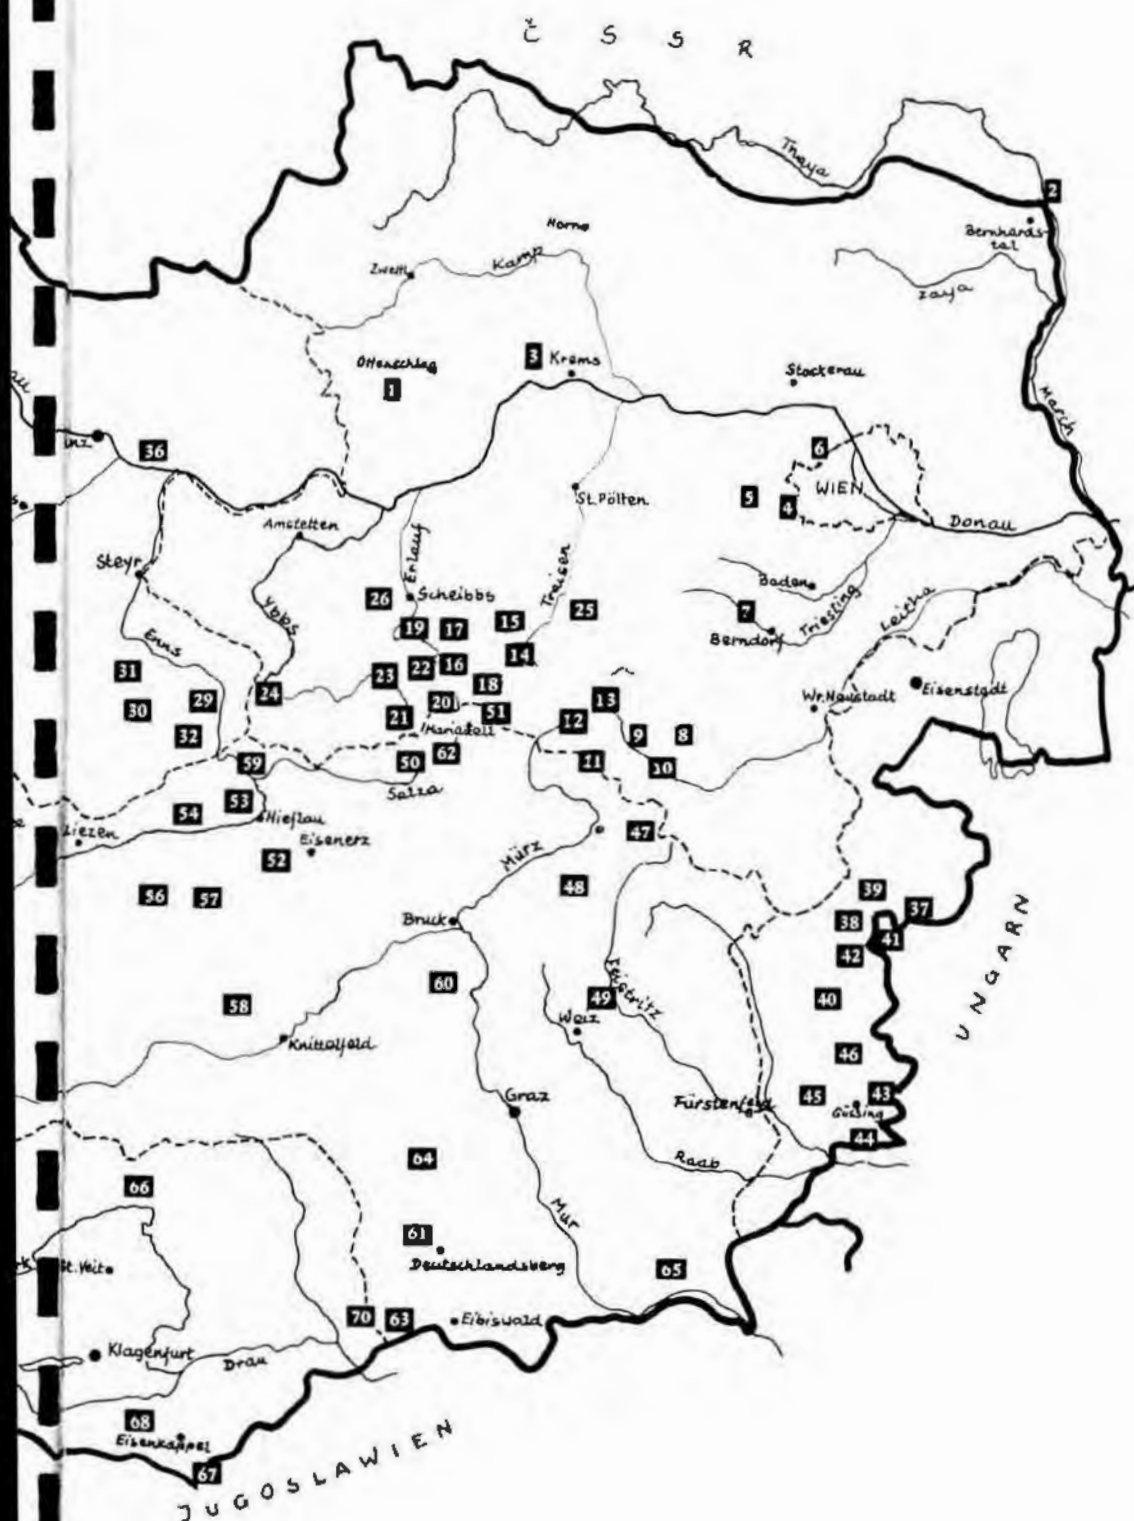 Č S S R
Thaya
2
Bernhards-
tal
Horn
Kamp
Zwettl
Zaya
Ottenschlag
1
3
Krems
Stockerau
March
36
6
WIEN
5
4
St.Pölten
Donau
Amstetten
Steyr
Erlauf
Baden
Ybbs
26
Scheibbs
Traisen
25
7
Triesting
Leitha
Berndorf
19
17
15
Enns
14
31
23
22
16
18
Eisenstadt
Wr.Neustadt
30
29
24
20
51
13
21
Mariazell
12
32
9
8
59
50
62
11
10
Salza
54
53
Hieflau
Liezen
Eisenerz
47
52
Mürz
48
56
57
39
37
Bruck
38
41
42
UNGARN
60
58
49
Feistritz
40
Weiz
Knittelfeld
46
Graz
Fürstenfeld
45
43
Güssing
44
64
Raab
66
Mur
61
Deutschlandsberg
St.Veit
65
70
63
Eibiswald
Klagenfurt
Drau
68
Eisenkappel
67
JUGOSLAWIEN